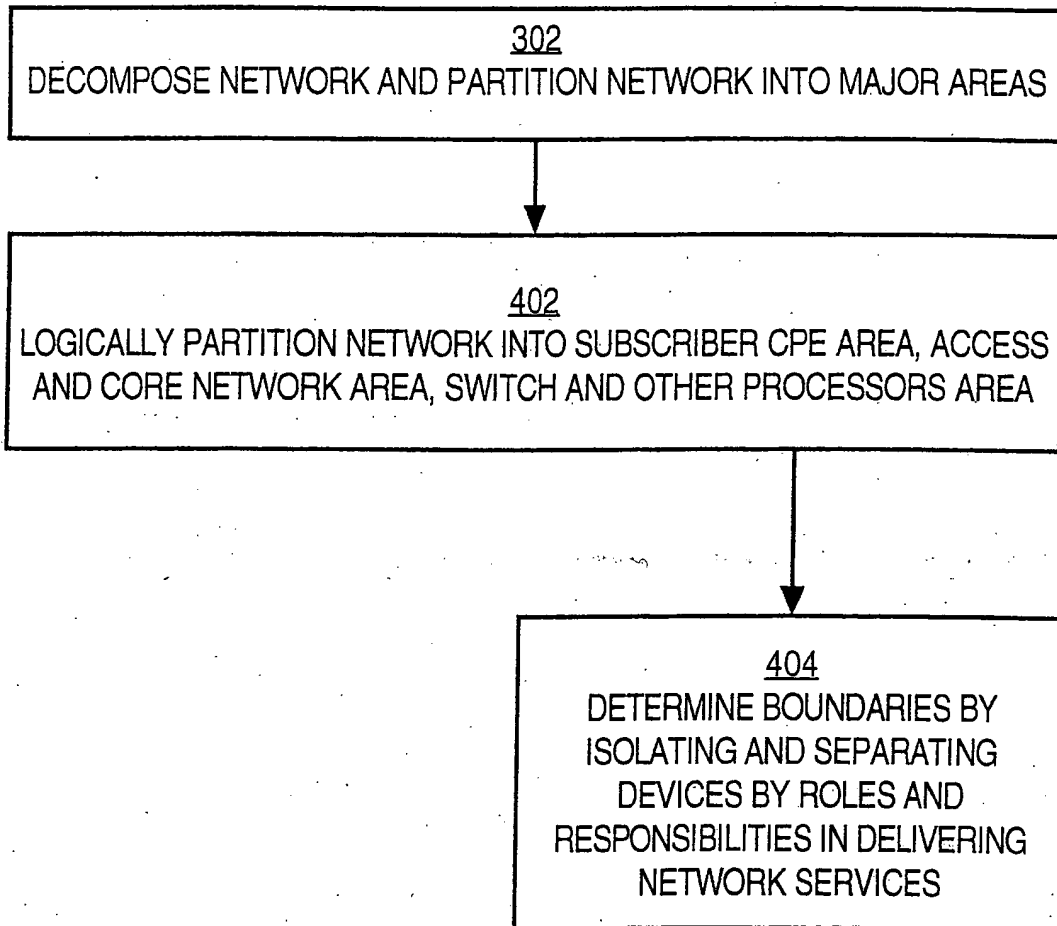 302
DECOMPOSE NETWORK AND PARTITION NETWORK INTO MAJOR AREAS
402
LOGICALLY PARTITION NETWORK INTO SUBSCRIBER CPE AREA, ACCESS
AND CORE NETWORK AREA, SWITCH AND OTHER PROCESSORS AREA
404
DETERMINE BOUNDARIES BY
ISOLATING AND SEPARATING
DEVICES BY ROLES AND
RESPONSIBILITIES IN DELIVERING
NETWORK SERVICES